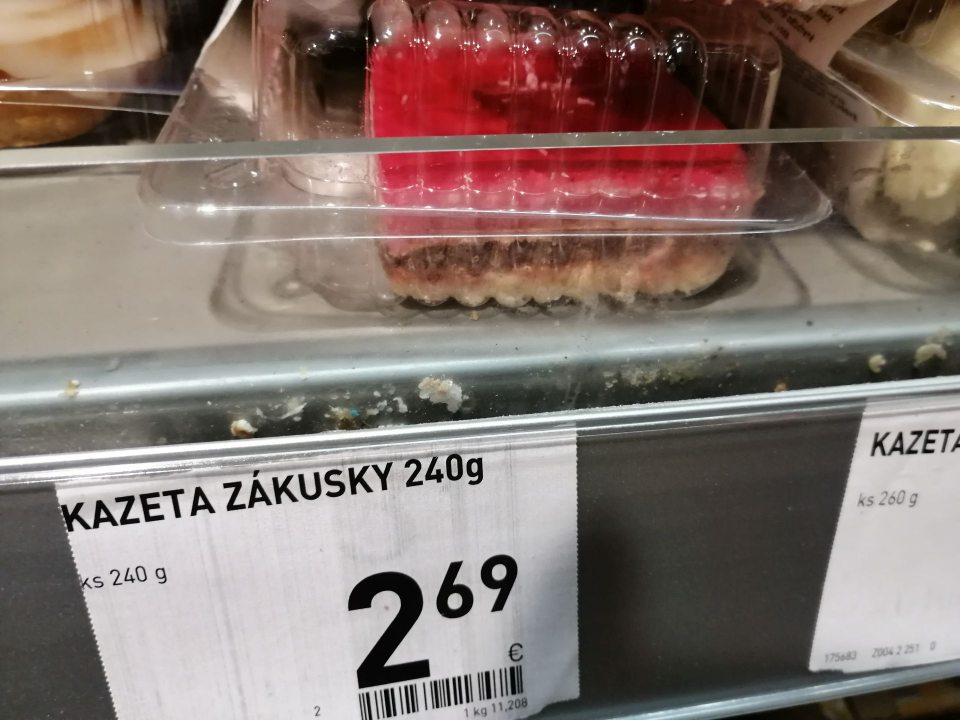 KAZETA ZÁKUSKY 240g
ks 240 g
2 69
€
2
1 kg 11,208
KAZETA
ks 260 g
175683 Z004 2 251 0